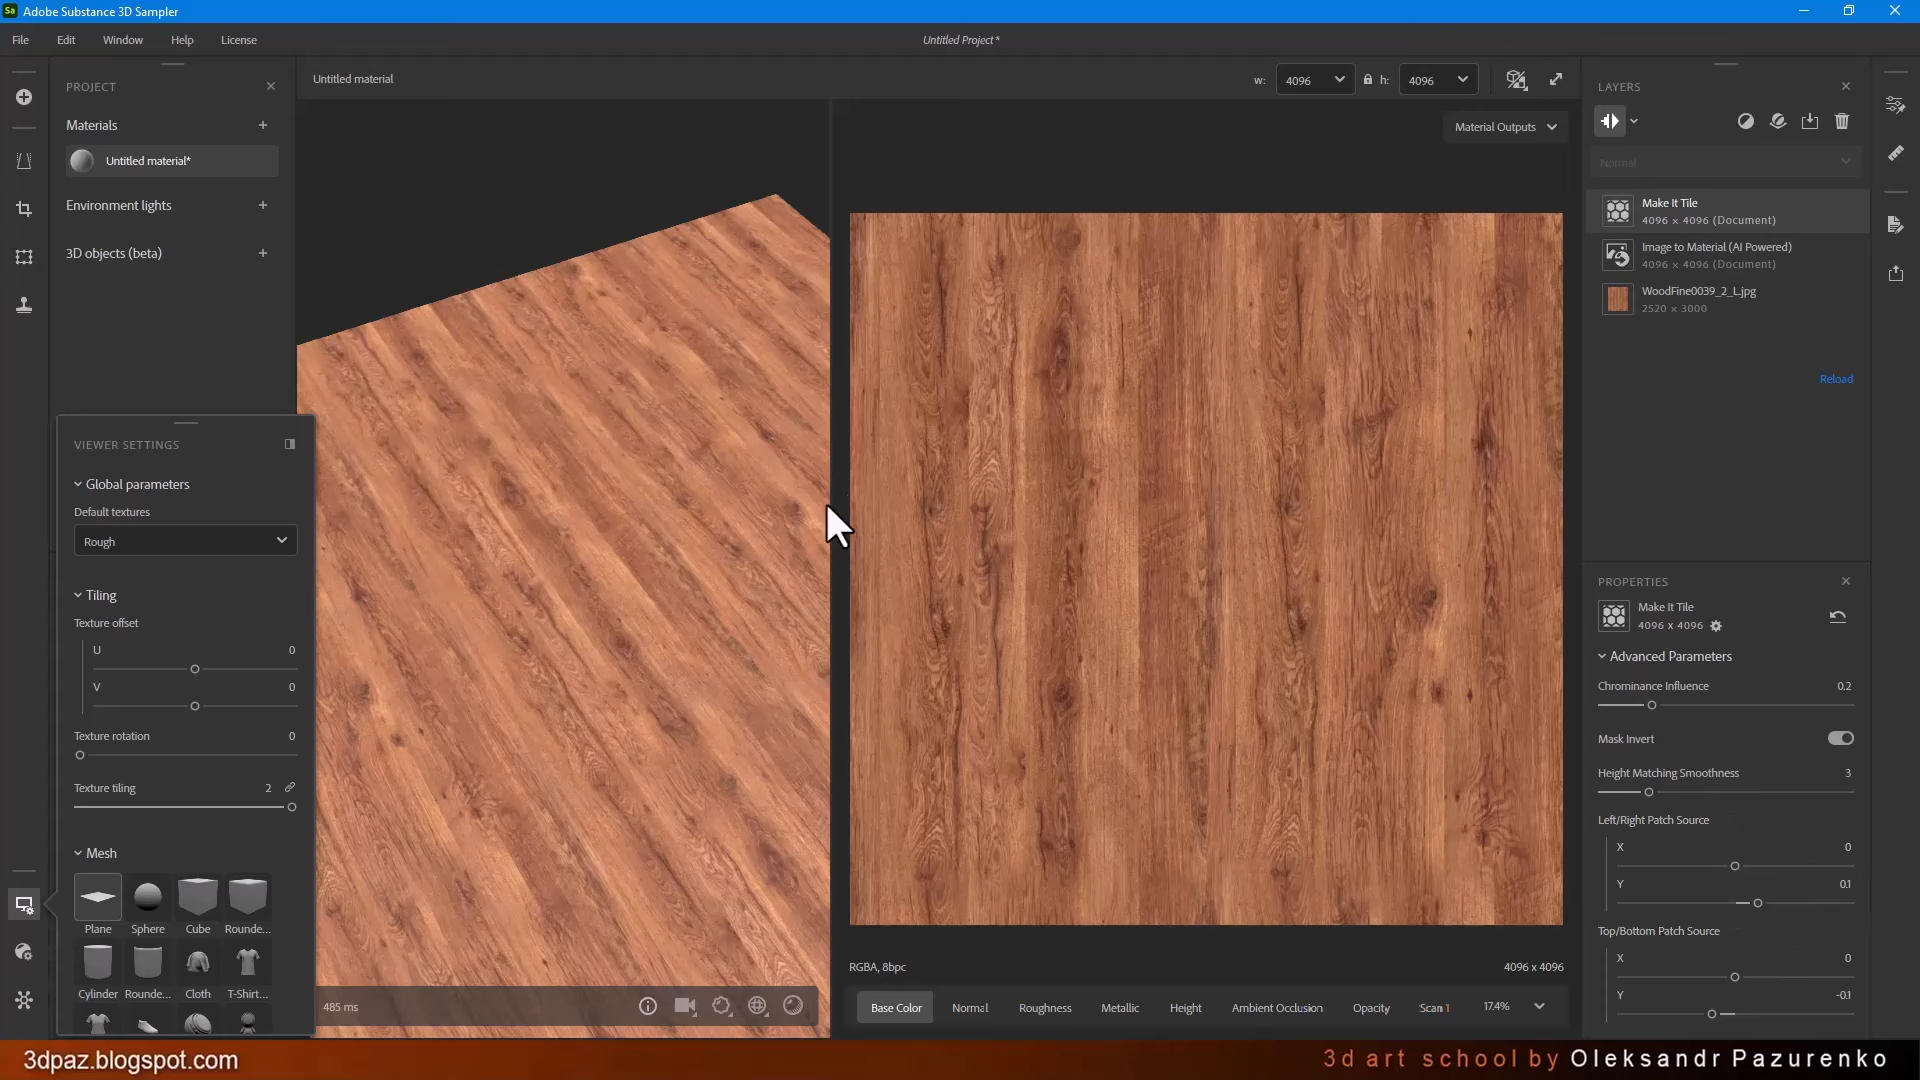 Sa Adobe Substance 3D Sampler
File Edit Window Help License
Untitled Project*
PROJECT
Materials
Untitled material*
Environment lights
3D objects (beta)
VIEWER SETTINGS
Global parameters
Default textures
Rough
Tiling
Texture offset
U 0
V 0
Texture rotation 0
Texture tiling 2
Mesh
Plane Sphere Cube Rounde...
Cylinder Rounde... Cloth T-Shirt...
Untitled material
w: 4096 h: 4096
Material Outputs
485 ms
RGBA, 8bpc
4096 x 4096
Base Color Normal Roughness Metallic Height Ambient Occlusion Opacity Scan 1 17.4%
LAYERS
Normal
Make It Tile
4096 x 4096 (Document)
Image to Material (AI Powered)
4096 x 4096 (Document)
WoodFine0039_2_L.jpg
2520 x 3000
Reload
PROPERTIES
Make It Tile
4096 x 4096
Advanced Parameters
Chrominance Influence 0.2
Mask Invert
Height Matching Smoothness 3
Left/Right Patch Source
X 0
Y 0.1
Top/Bottom Patch Source
X 0
Y -0.1
3dpaz.blogspot.com
3d art school by Oleksandr Pazurenko